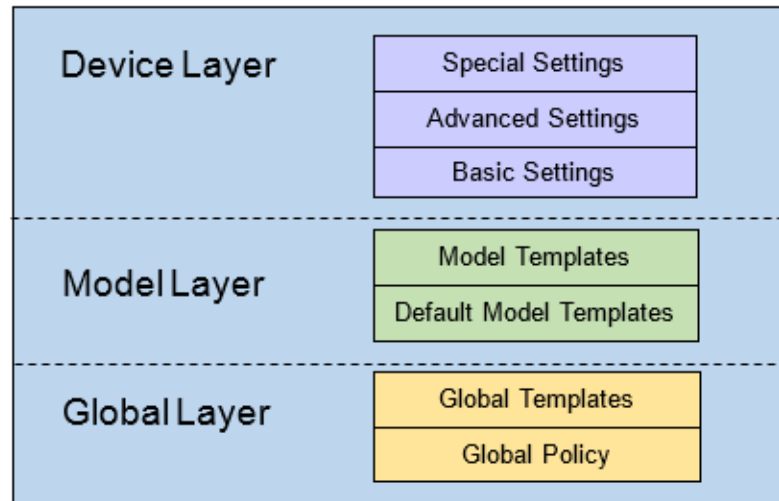 Device Layer
Special Settings
Advanced Settings
Basic Settings
Model Layer
Model Templates
Default Model Templates
Global Layer
Global Templates
Global Policy